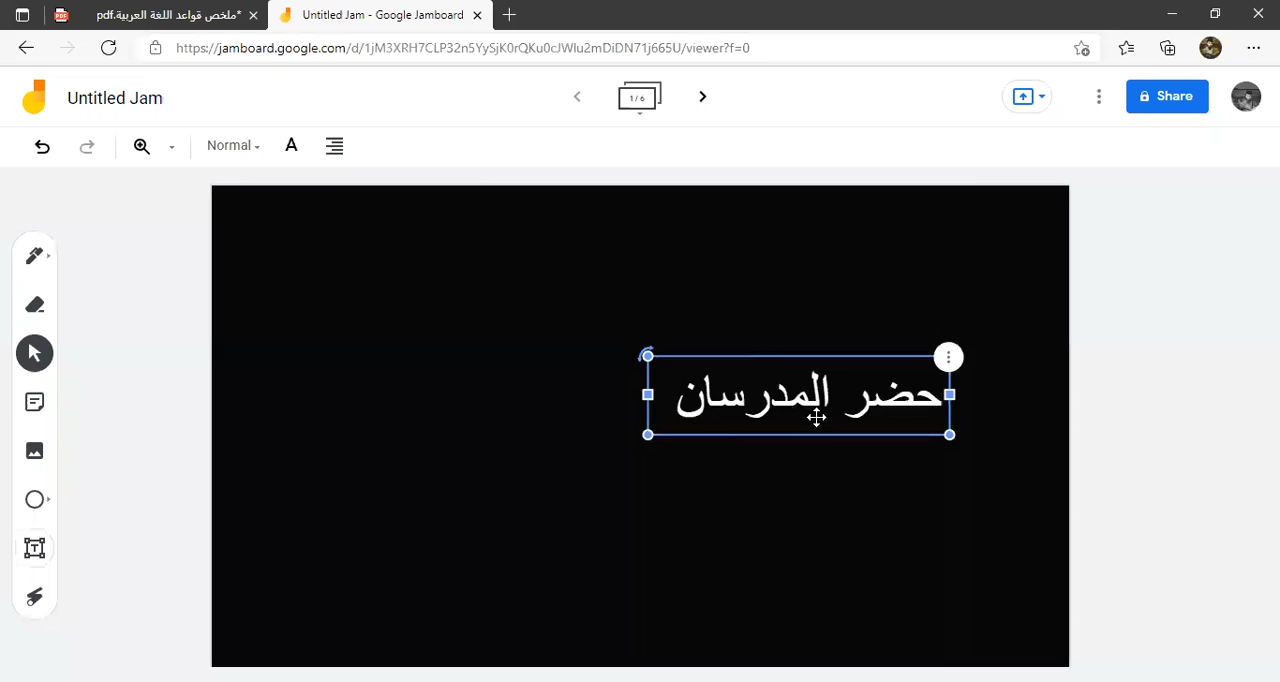 ملخص قواعد اللغة العربية.pdf*
Untitled Jam - Google Jamboard
https://jamboard.google.com/d/1jM3XRH7CLP32n5YySjK0rQKu0cJWlu2mDiDN71j665U/viewer?f=0
Untitled Jam
1 / 6
Share
Normal
حضر المدرسان